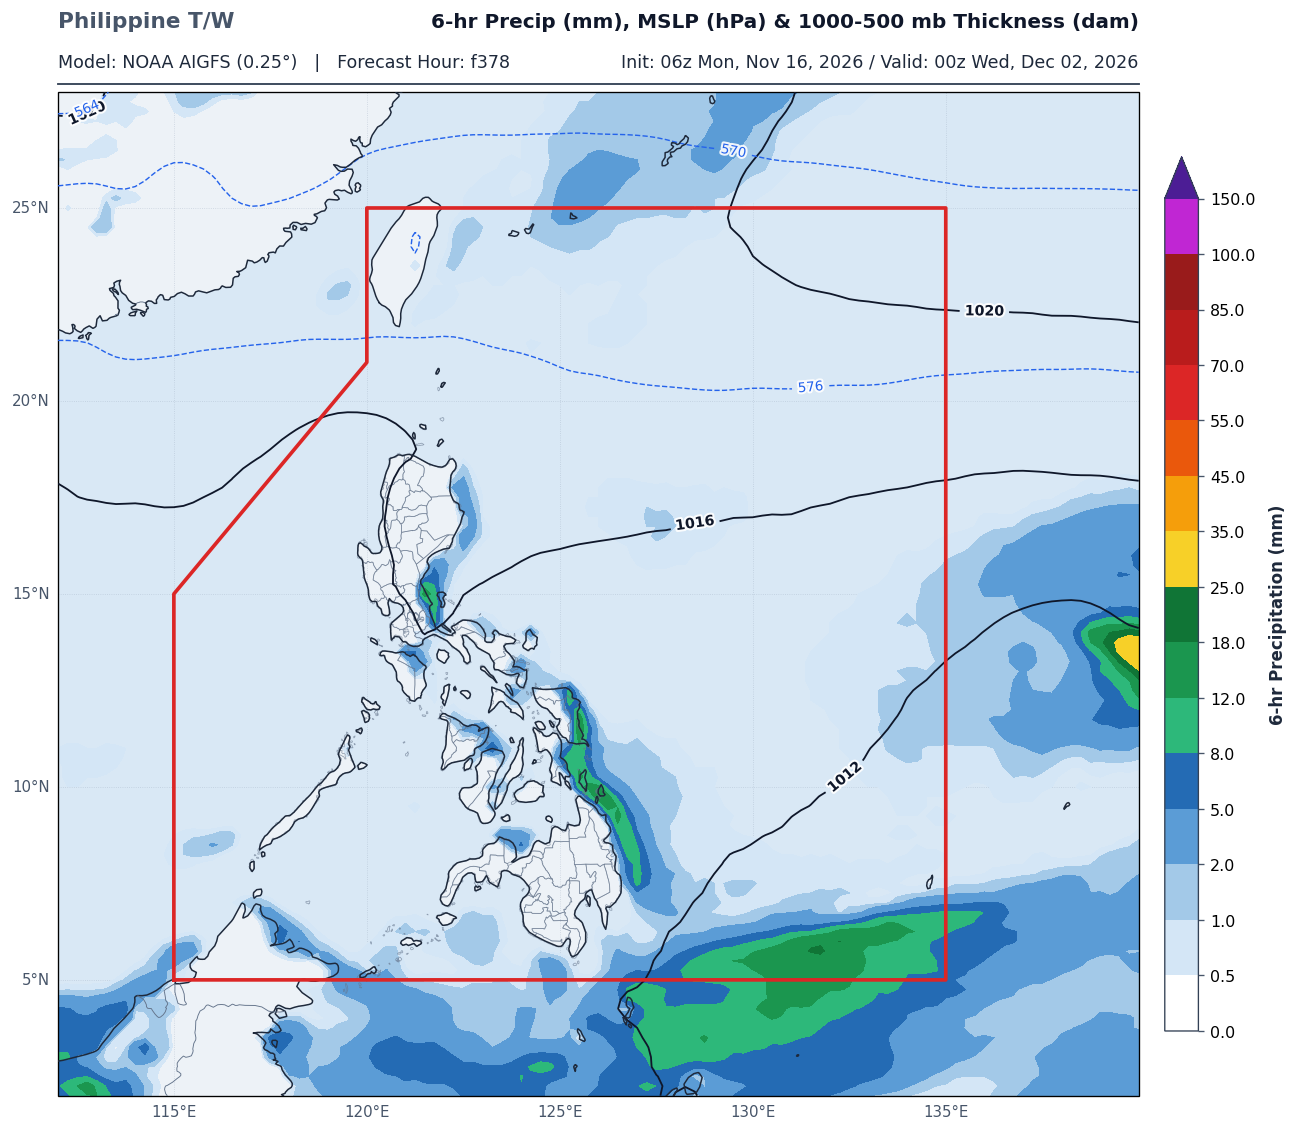 Philippine T/W
6-hr Precip (mm), MSLP (hPa) & 1000-500 mb Thickness (dam)
Model: NOAA AIGFS (0.25°) | Forecast Hour: f378
Init: 06z Mon, Nov 16, 2026 / Valid: 00z Wed, Dec 02, 2026
564
570
25°N
1020
576
20°N
1016
15°N
1012
10°N
5°N
115°E
120°E
125°E
130°E
135°E
150.0
100.0
85.0
70.0
55.0
45.0
35.0
25.0
18.0
12.0
8.0
5.0
2.0
1.0
0.5
0.0
6-hr Precipitation (mm)